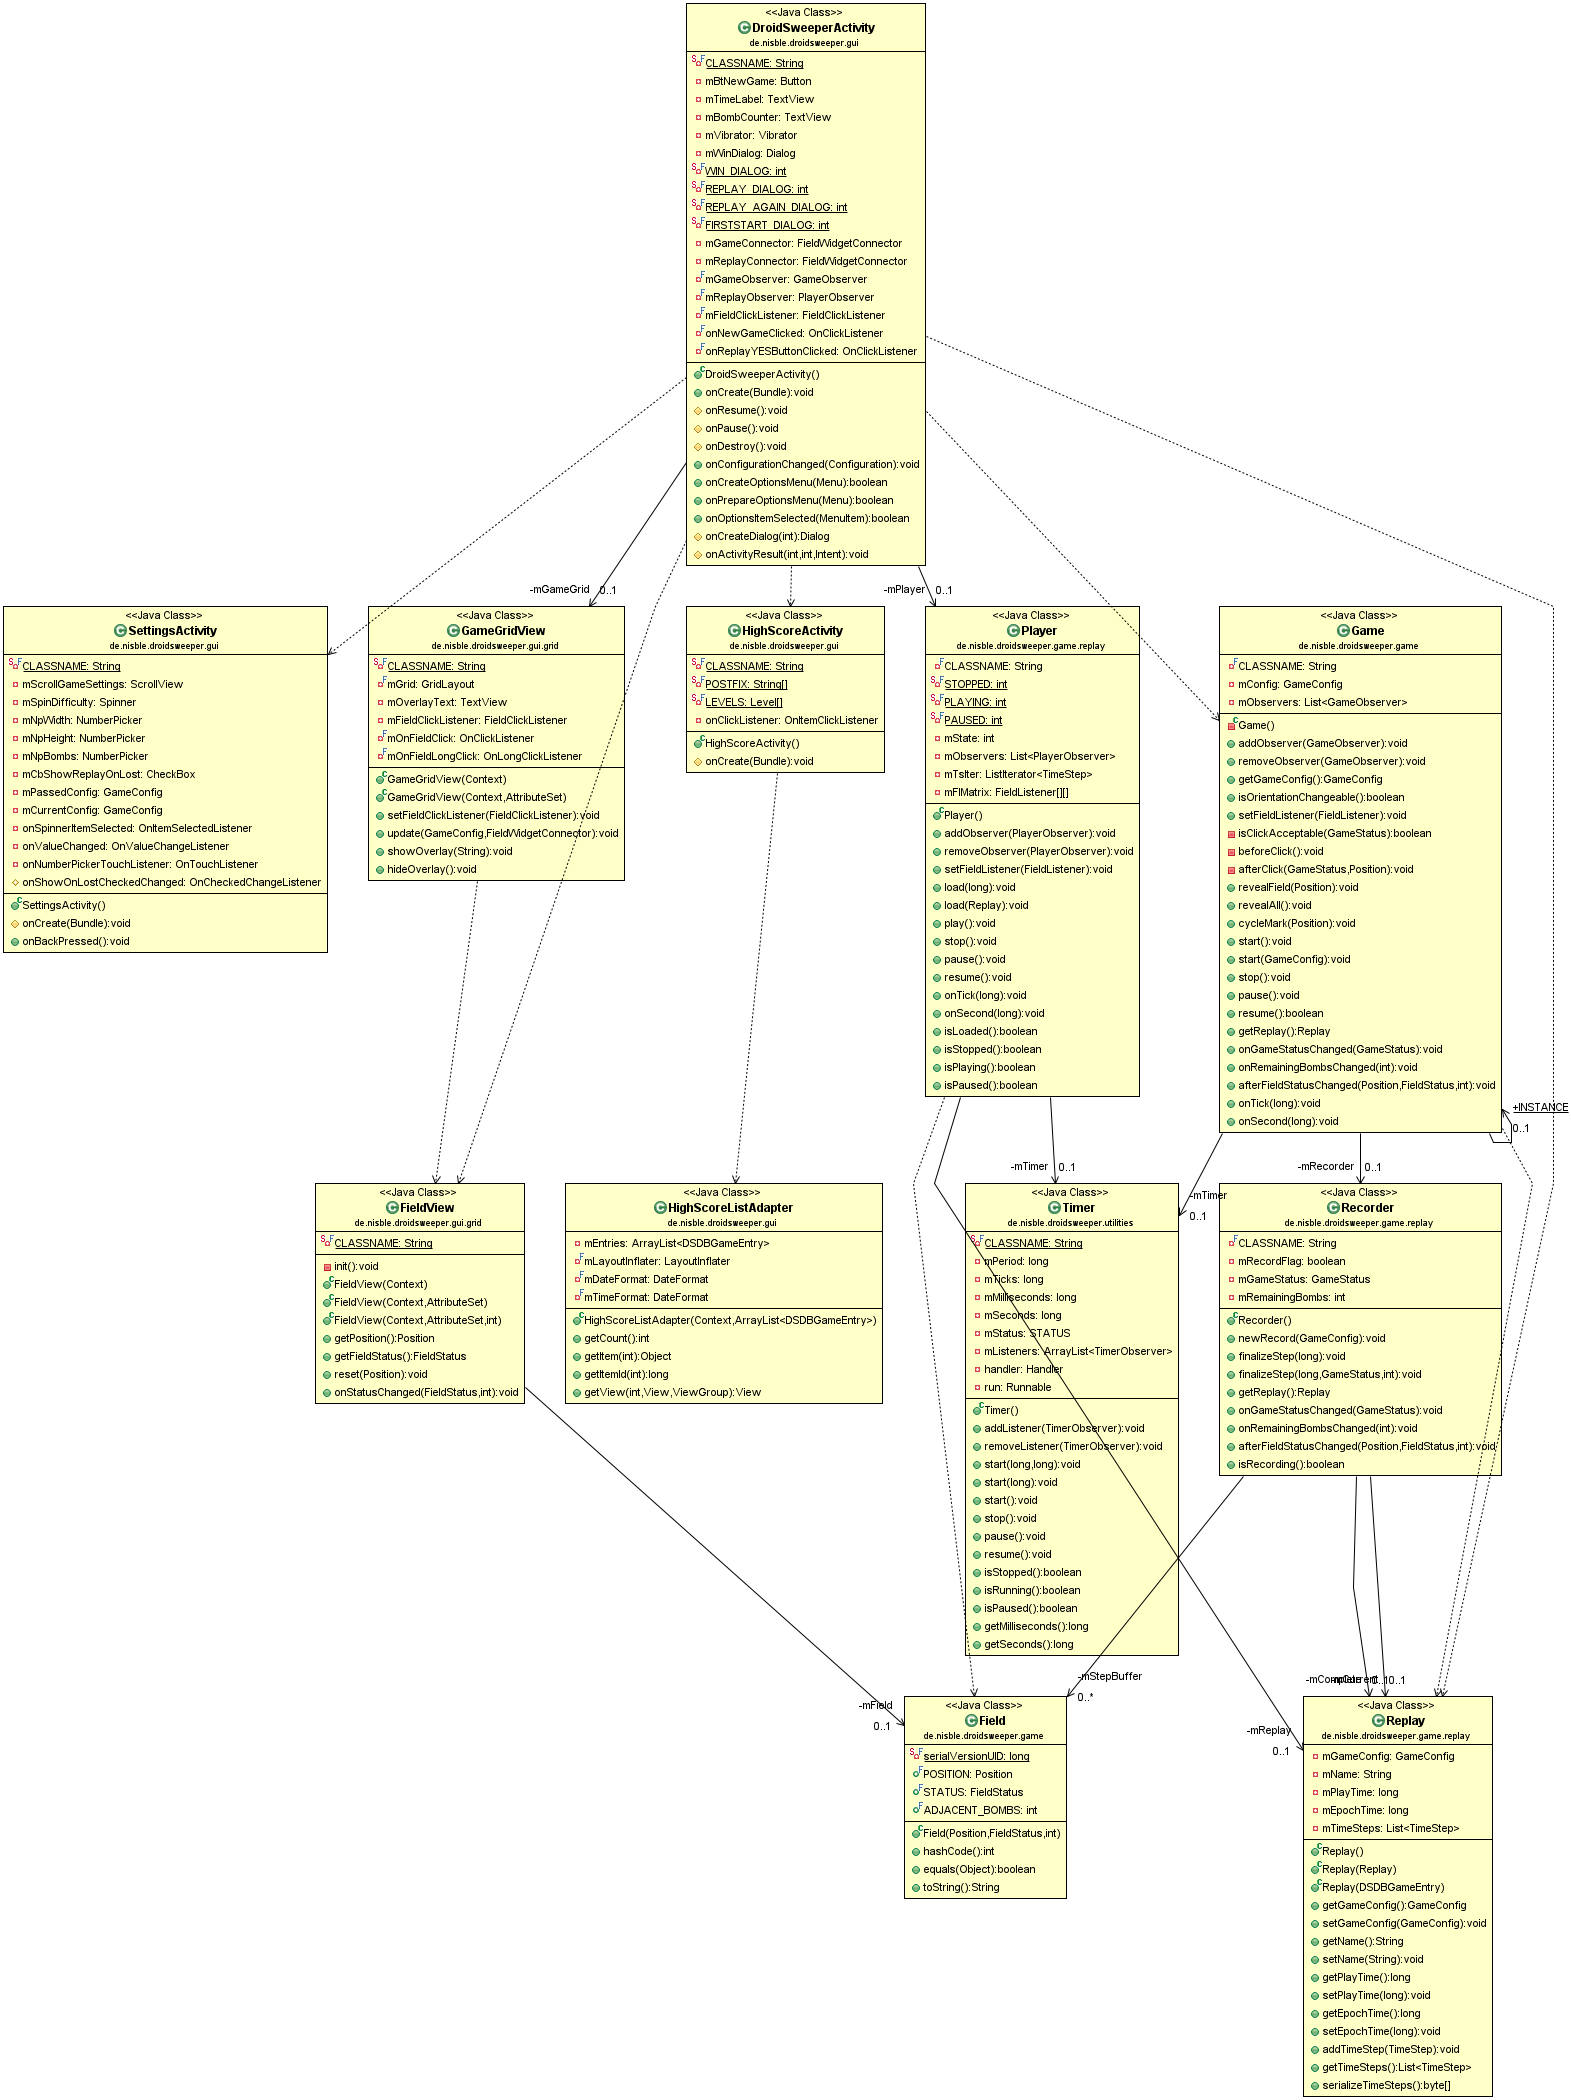 <<Java Class>>
DroidSweeperActivity
de.nisble.droidsweeper.gui
CLASSNAME: String
mBtNewGame: Button
mTimeLabel: TextView
mBombCounter: TextView
mVibrator: Vibrator
mWinDialog: Dialog
WIN_DIALOG: int
REPLAY_DIALOG: int
REPLAY_AGAIN_DIALOG: int
FIRSTSTART_DIALOG: int
mGameConnector: FieldWidgetConnector
mReplayConnector: FieldWidgetConnector
mGameObserver: GameObserver
mReplayObserver: PlayerObserver
mFieldClickListener: FieldClickListener
onNewGameClicked: OnClickListener
onReplayYESButtonClicked: OnClickListener
DroidSweeperActivity()
onCreate(Bundle):void
onResume():void
onPause():void
onDestroy():void
onConfigurationChanged(Configuration):void
onCreateOptionsMenu(Menu):boolean
onPrepareOptionsMenu(Menu):boolean
onOptionsItemSelected(MenuItem):boolean
onCreateDialog(int):Dialog
onActivityResult(int,int,Intent):void
-mGameGrid 0..1
-mPlayer 0..1
<<Java Class>>
SettingsActivity
de.nisble.droidsweeper.gui
CLASSNAME: String
mScrollGameSettings: ScrollView
mSpinDifficulty: Spinner
mNpWidth: NumberPicker
mNpHeight: NumberPicker
mNpBombs: NumberPicker
mCbShowReplayOnLost: CheckBox
mPassedConfig: GameConfig
mCurrentConfig: GameConfig
onSpinnerItemSelected: OnItemSelectedListener
onValueChanged: OnValueChangeListener
onNumberPickerTouchListener: OnTouchListener
onShowOnLostCheckedChanged: OnCheckedChangeListener
SettingsActivity()
onCreate(Bundle):void
onBackPressed():void
<<Java Class>>
GameGridView
de.nisble.droidsweeper.gui.grid
CLASSNAME: String
mGrid: GridLayout
mOverlayText: TextView
mFieldClickListener: FieldClickListener
mOnFieldClick: OnClickListener
mOnFieldLongClick: OnLongClickListener
GameGridView(Context)
GameGridView(Context,AttributeSet)
setFieldClickListener(FieldClickListener):void
update(GameConfig,FieldWidgetConnector):void
showOverlay(String):void
hideOverlay():void
<<Java Class>>
HighScoreActivity
de.nisble.droidsweeper.gui
CLASSNAME: String
POSTFIX: String[]
LEVELS: Level[]
onClickListener: OnItemClickListener
HighScoreActivity()
onCreate(Bundle):void
<<Java Class>>
Player
de.nisble.droidsweeper.game.replay
CLASSNAME: String
STOPPED: int
PLAYING: int
PAUSED: int
mState: int
mObservers: List<PlayerObserver>
mTsIter: ListIterator<TimeStep>
mFlMatrix: FieldListener[][]
Player()
addObserver(PlayerObserver):void
removeObserver(PlayerObserver):void
setFieldListener(FieldListener):void
load(long):void
load(Replay):void
play():void
stop():void
pause():void
resume():void
onTick(long):void
onSecond(long):void
isLoaded():boolean
isStopped():boolean
isPlaying():boolean
isPaused():boolean
<<Java Class>>
Game
de.nisble.droidsweeper.game
CLASSNAME: String
mConfig: GameConfig
mObservers: List<GameObserver>
Game()
addObserver(GameObserver):void
removeObserver(GameObserver):void
getGameConfig():GameConfig
isOrientationChangeable():boolean
setFieldListener(FieldListener):void
isClickAcceptable(GameStatus):boolean
beforeClick():void
afterClick(GameStatus,Position):void
revealField(Position):void
revealAll():void
cycleMark(Position):void
start():void
start(GameConfig):void
stop():void
pause():void
resume():boolean
getReplay():Replay
onGameStatusChanged(GameStatus):void
onRemainingBombsChanged(int):void
afterFieldStatusChanged(Position,FieldStatus,int):void
onTick(long):void
onSecond(long):void
+INSTANCE
0..1
-mTimer 0..1
-mTimer
0..1
-mRecorder 0..1
<<Java Class>>
FieldView
de.nisble.droidsweeper.gui.grid
CLASSNAME: String
init():void
FieldView(Context)
FieldView(Context,AttributeSet)
FieldView(Context,AttributeSet,int)
getPosition():Position
getFieldStatus():FieldStatus
reset(Position):void
onStatusChanged(FieldStatus,int):void
<<Java Class>>
HighScoreListAdapter
de.nisble.droidsweeper.gui
mEntries: ArrayList<DSDBGameEntry>
mLayoutInflater: LayoutInflater
mDateFormat: DateFormat
mTimeFormat: DateFormat
HighScoreListAdapter(Context,ArrayList<DSDBGameEntry>)
getCount():int
getItem(int):Object
getItemId(int):long
getView(int,View,ViewGroup):View
<<Java Class>>
Timer
de.nisble.droidsweeper.utilities
CLASSNAME: String
mPeriod: long
mTicks: long
mMilliseconds: long
mSeconds: long
mStatus: STATUS
mListeners: ArrayList<TimerObserver>
handler: Handler
run: Runnable
Timer()
addListener(TimerObserver):void
removeListener(TimerObserver):void
start(long,long):void
start(long):void
start():void
stop():void
pause():void
resume():void
isStopped():boolean
isRunning():boolean
isPaused():boolean
getMilliseconds():long
getSeconds():long
<<Java Class>>
Recorder
de.nisble.droidsweeper.game.replay
CLASSNAME: String
mRecordFlag: boolean
mGameStatus: GameStatus
mRemainingBombs: int
Recorder()
newRecord(GameConfig):void
finalizeStep(long):void
finalizeStep(long,GameStatus,int):void
getReplay():Replay
onGameStatusChanged(GameStatus):void
onRemainingBombsChanged(int):void
afterFieldStatusChanged(Position,FieldStatus,int):void
isRecording():boolean
-mField
0..1
-mStepBuffer
0..*
-mReplay
0..1
-mCurrent 0..1
0..1
<<Java Class>>
Field
de.nisble.droidsweeper.game
serialVersionUID: long
POSITION: Position
STATUS: FieldStatus
ADJACENT_BOMBS: int
Field(Position,FieldStatus,int)
hashCode():int
equals(Object):boolean
toString():String
<<Java Class>>
Replay
de.nisble.droidsweeper.game.replay
mGameConfig: GameConfig
mName: String
mPlayTime: long
mEpochTime: long
mTimeSteps: List<TimeStep>
Replay()
Replay(Replay)
Replay(DSDBGameEntry)
getGameConfig():GameConfig
setGameConfig(GameConfig):void
getName():String
setName(String):void
getPlayTime():long
setPlayTime(long):void
getEpochTime():long
setEpochTime(long):void
addTimeStep(TimeStep):void
getTimeSteps():List<TimeStep>
serializeTimeSteps():byte[]